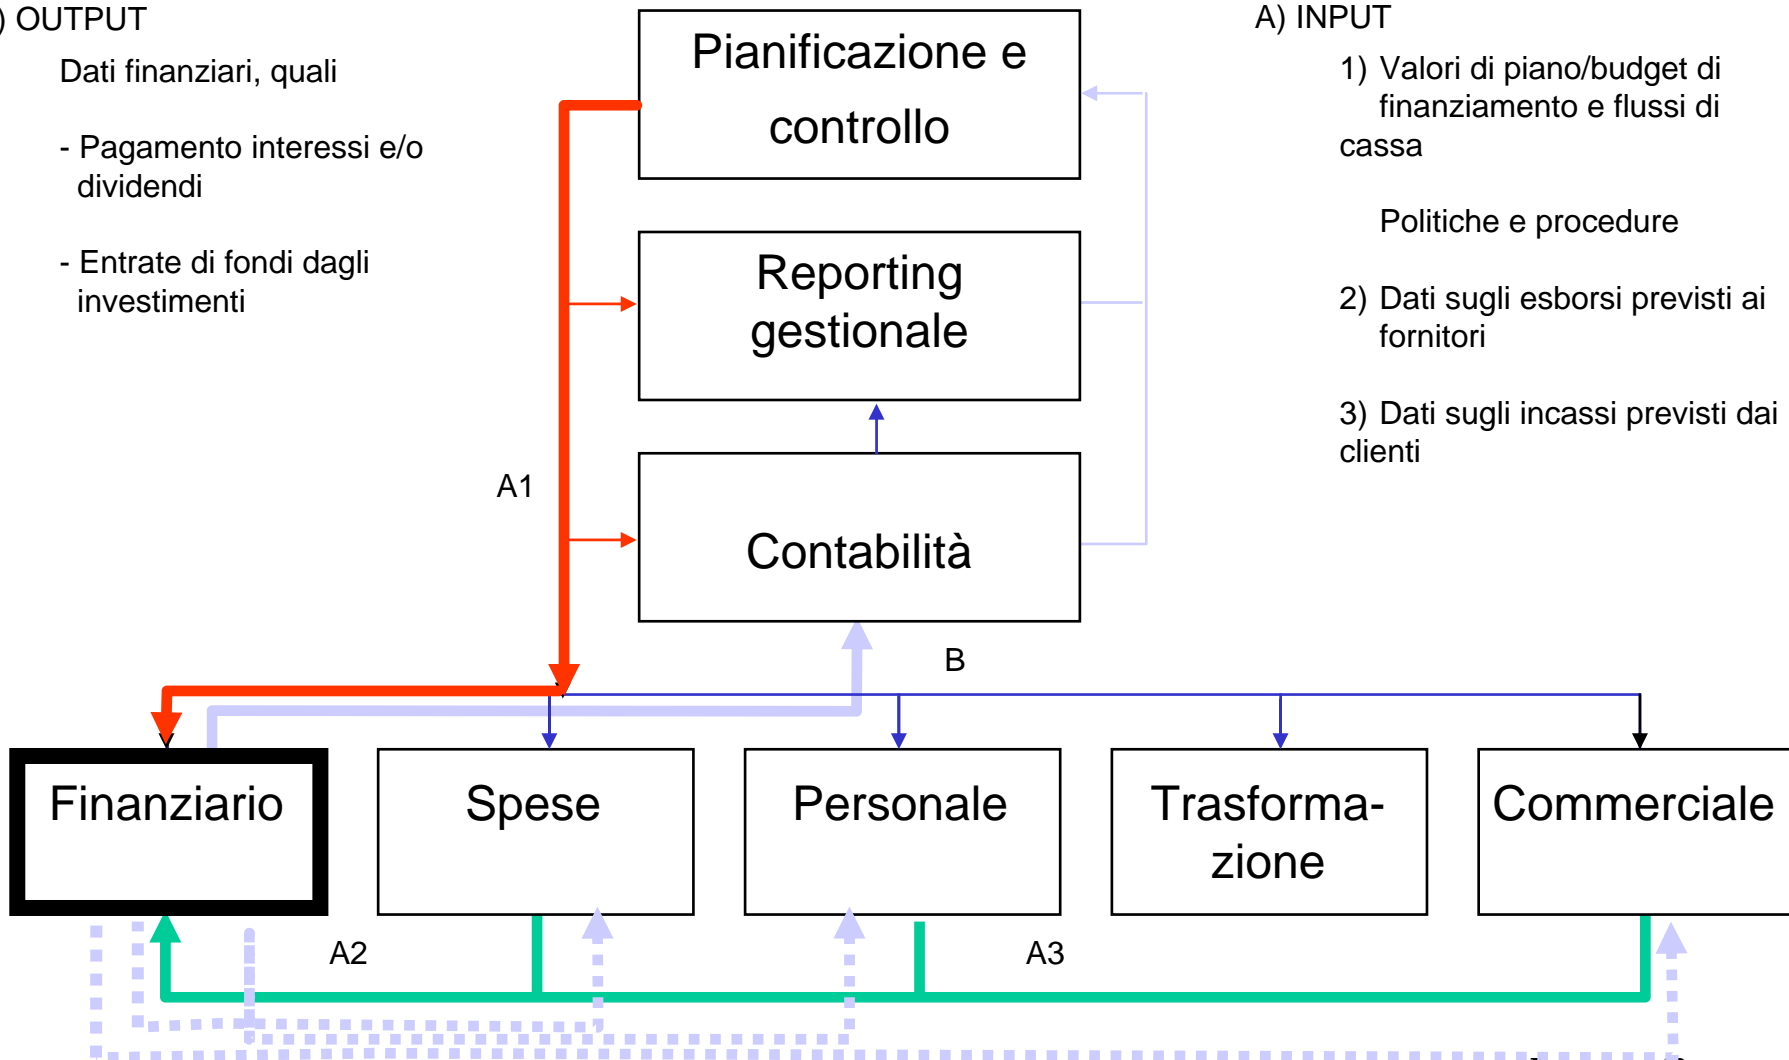 ) OUTPUT
Dati finanziari, quali
- Pagamento interessi e/o
dividendi
- Entrate di fondi dagli
investimenti
Pianificazione e
controllo
Reporting
gestionale
Contabilità
A) INPUT
1) Valori di piano/budget di
finanziamento e flussi di
cassa
Politiche e procedure
2) Dati sugli esborsi previsti ai
fornitori
3) Dati sugli incassi previsti dai
clienti
A1
B
Finanziario
Spese
Personale
Trasforma-
zione
Commerciale
A2
A3